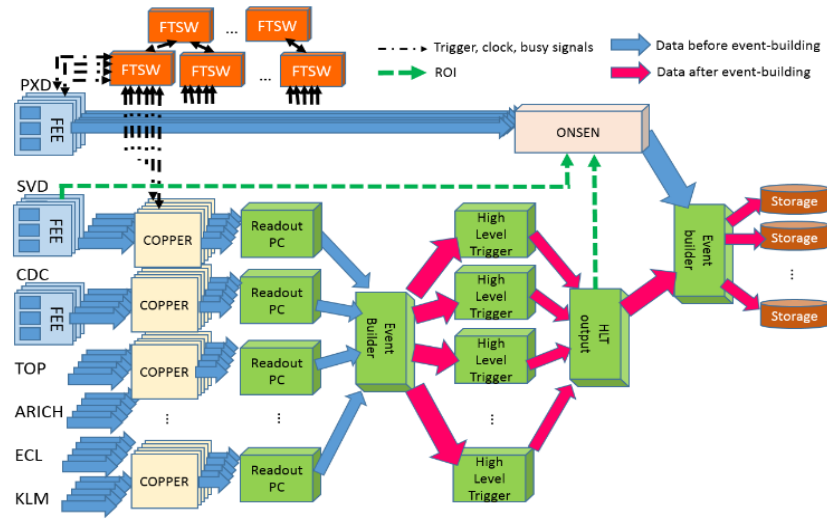 FTSW
...
FTSW
FTSW
FTSW
...
FTSW
Trigger, clock, busy signals
ROI
Data before event-building
Data after event-building
PXD
FEE
ONSEN
SVD
FEE
COPPER
Readout
PC
High
Level
Trigger
Event
builder
Storage
Storage
...
Storage
CDC
FEE
COPPER
Readout
PC
Event
Builder
High
Level
Trigger
HLT
output
TOP
COPPER
Readout
PC
High
Level
Trigger
ARICH
...
...
...
ECL
COPPER
Readout
PC
High
Level
Trigger
KLM